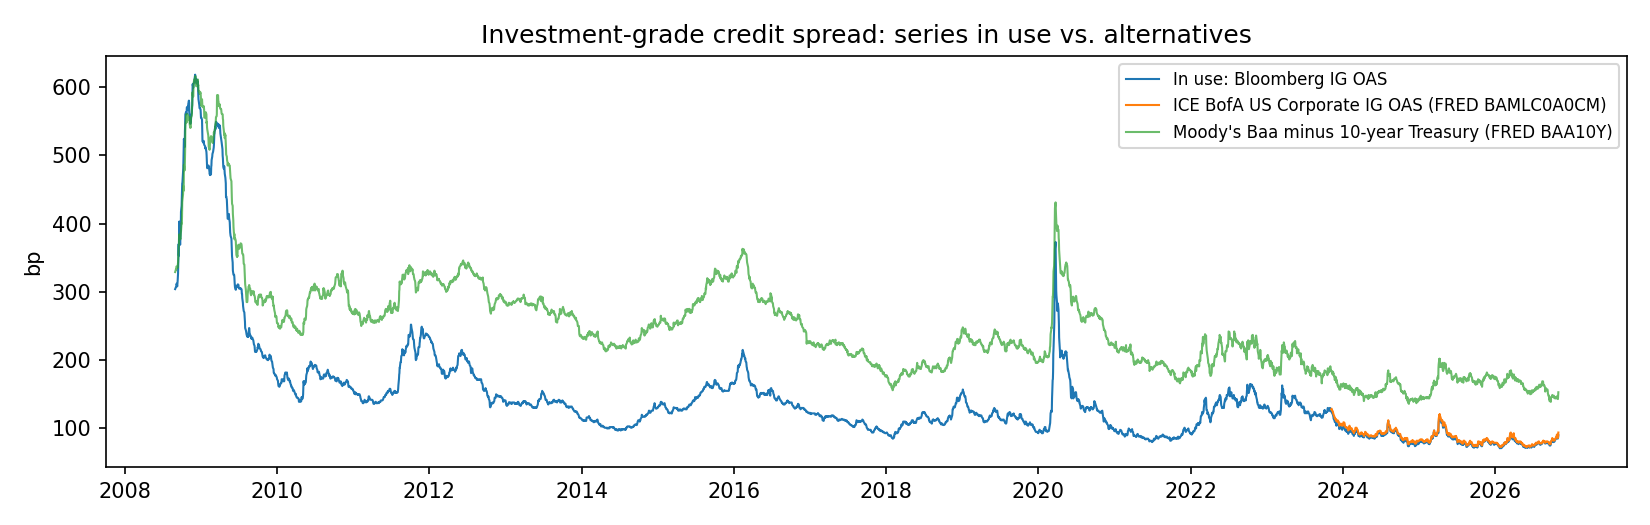 Investment-grade credit spread: series in use vs. alternatives
In use: Bloomberg IG OAS
ICE BofA US Corporate IG OAS (FRED BAMLC0A0CM)
Moody's Baa minus 10-year Treasury (FRED BAA10Y)
bp
600
500
400
300
200
100
2008 2010 2012 2014 2016 2018 2020 2022 2024 2026